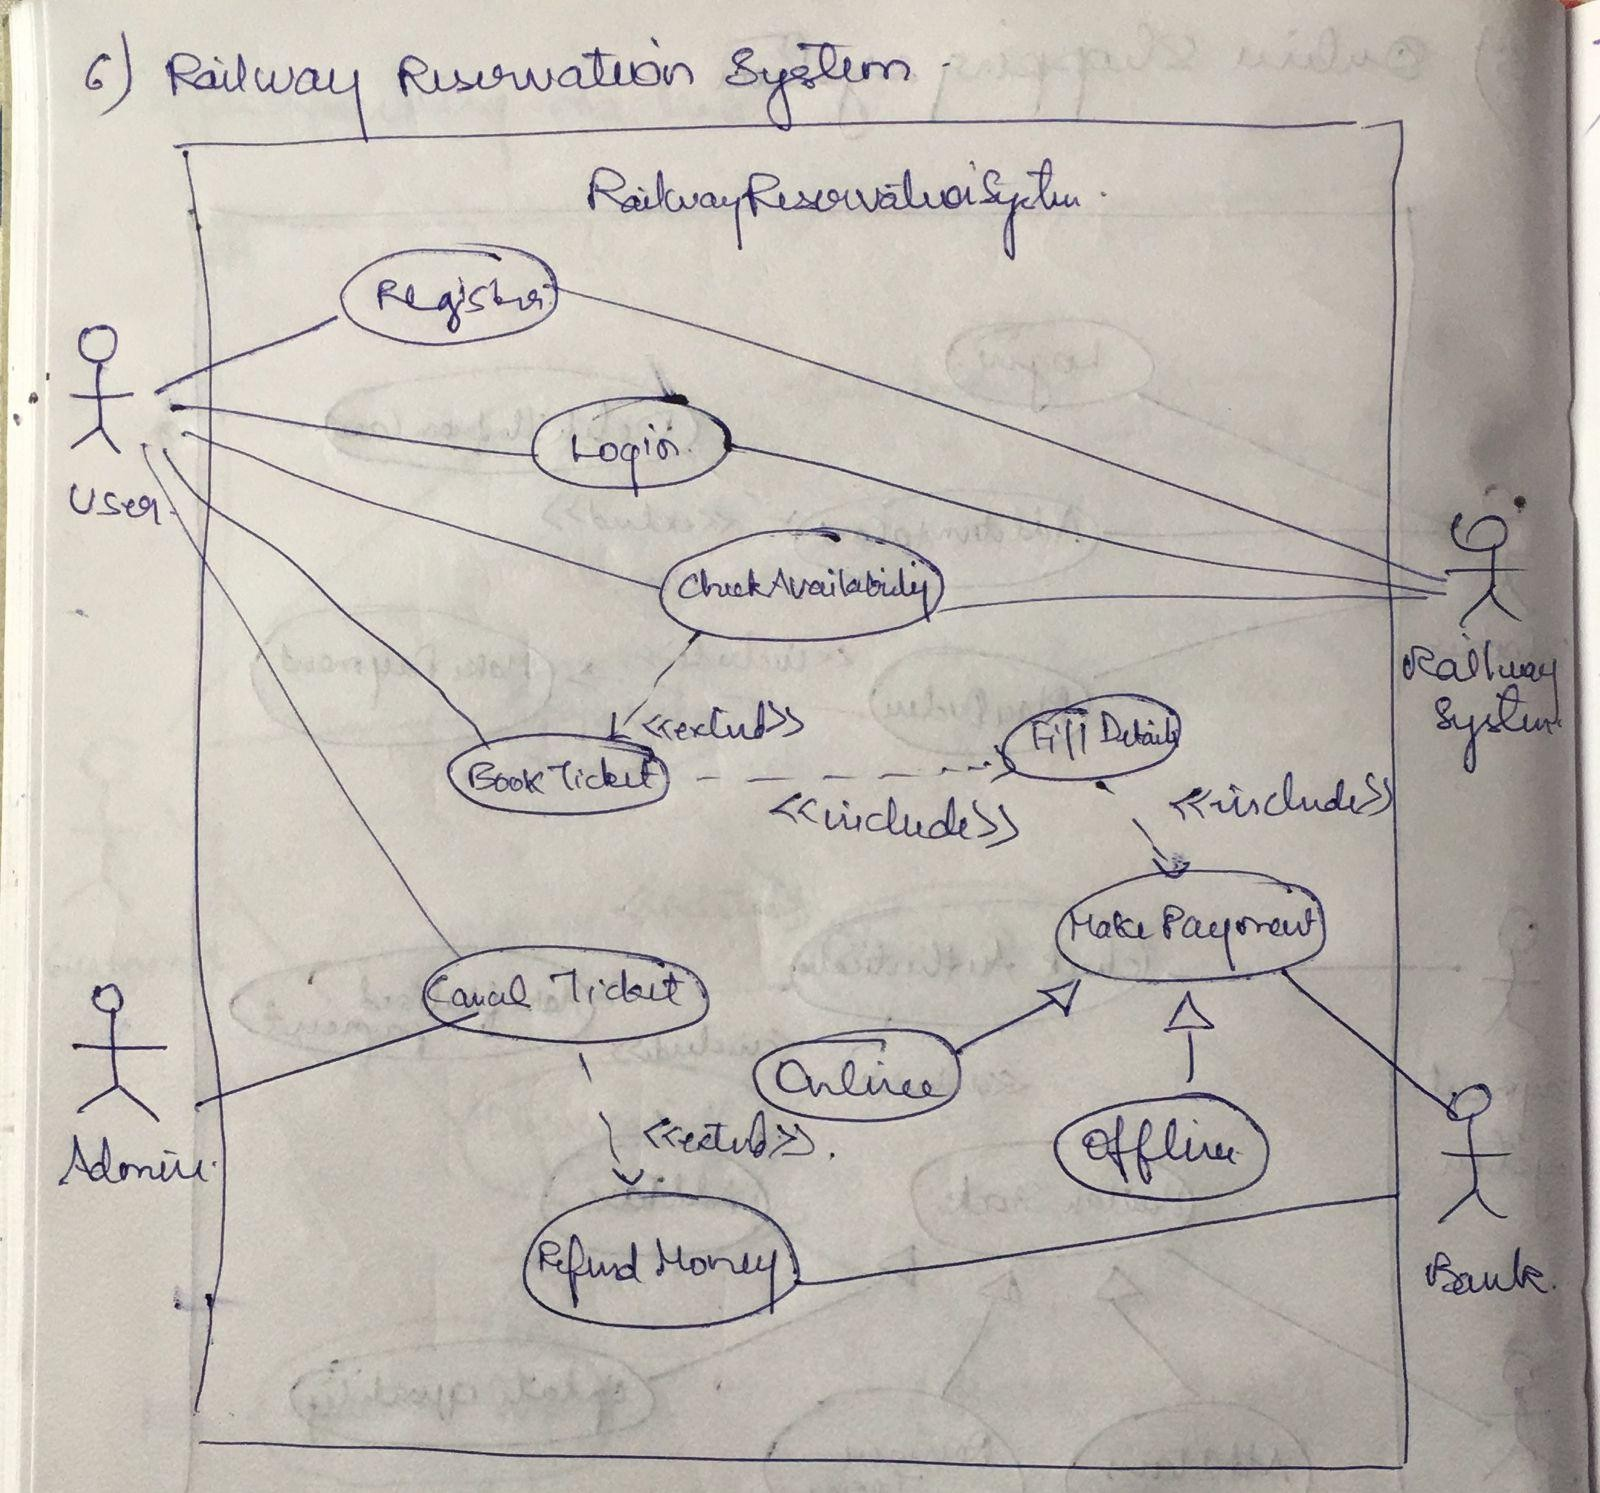 6) Railway Reservation System.
RailwayReservationSystem.
Register
Login
User.
CheckAvailability
Railway
System
<<extend>>
Fill Details
Book Ticket
<<include>>
<<include>>
Make Payment
Cancel Ticket
Online
<<extend>>.
Offline
Admin.
Refund Money
Bank.